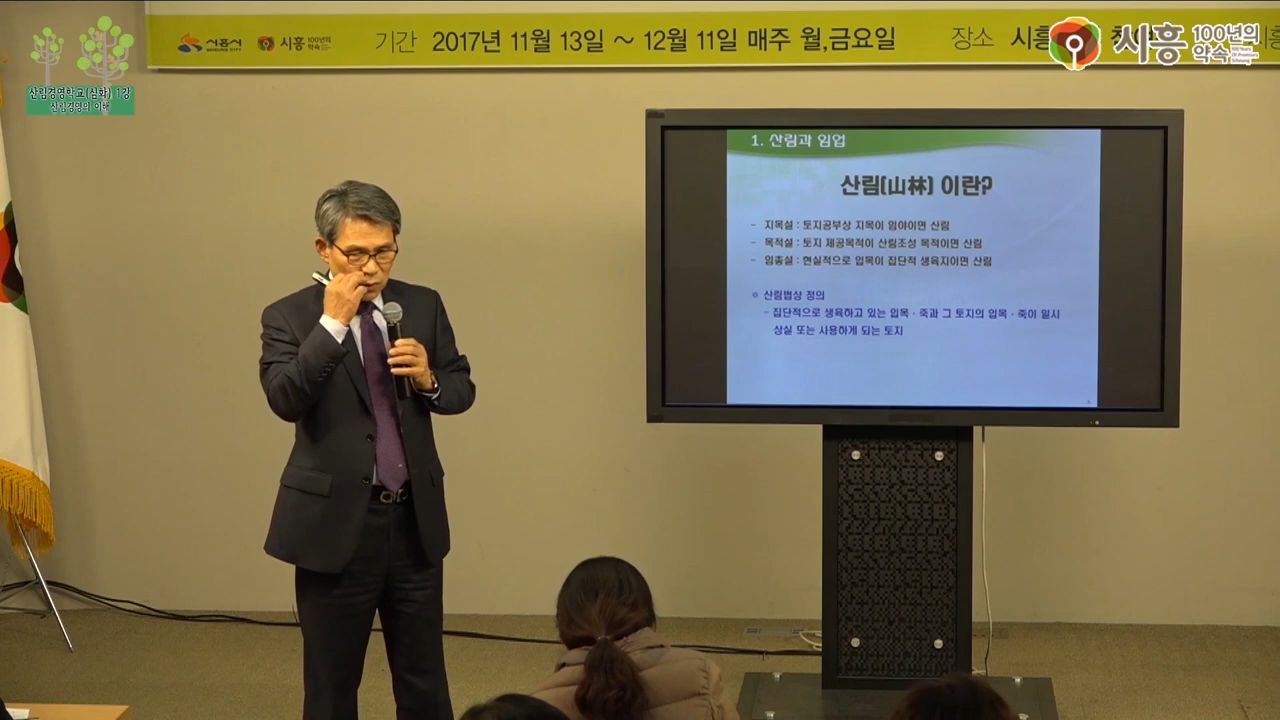 산림경영학교(심화) 1강
산림경영의 이해
시흥시
SIHEUNG CITY
시흥 100년의 약속
기간 2017년 11월 13일 ~ 12월 11일 매주 월,금요일
장소 시흥
시흥 100년의 약속
1. 산림과 임업
산림(山林) 이란?
- 지목설 : 토지공부상 지목이 임야이면 산림
- 목적설 : 토지 제공목적이 산림조성 목적이면 산림
- 임총설 : 현실적으로 입목이 집단적 생육지이면 산림
※ 산림법상 정의
- 집단적으로 생육하고 있는 입목 · 죽과 그 토지의 입목 · 죽이 일시
상실 또는 사용하게 되는 토지